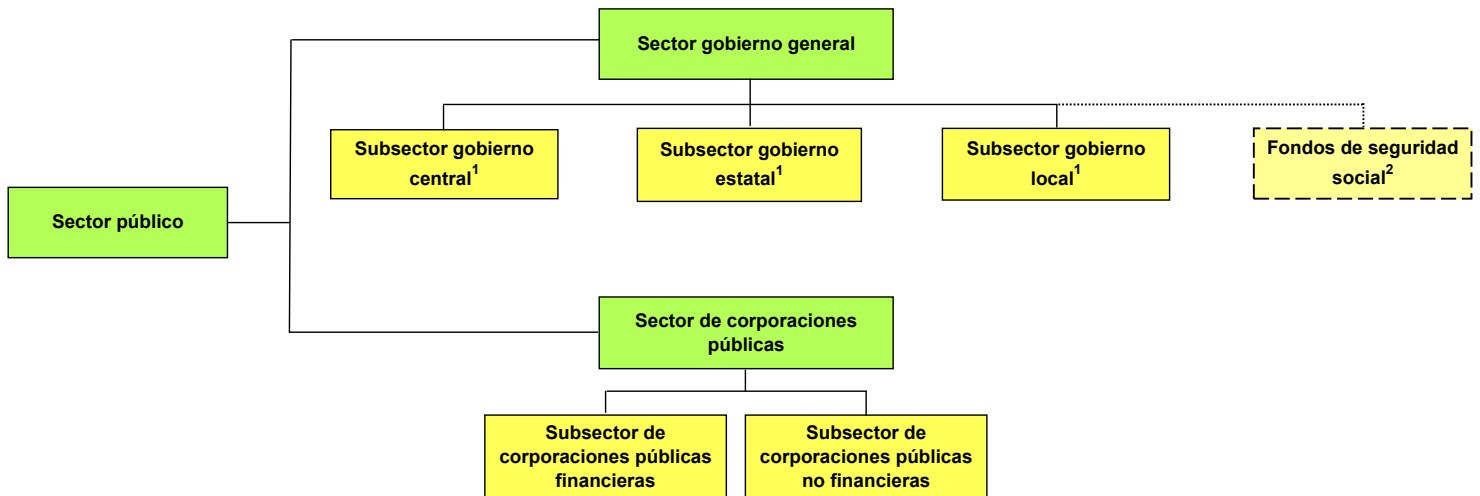 Sector gobierno general
Subsector gobierno
central¹
Subsector gobierno
estatal¹
Subsector gobierno
local¹
Fondos de seguridad
social²
Sector público
Sector de corporaciones
públicas
Subsector de
corporaciones públicas
financieras
Subsector de
corporaciones públicas
no financieras